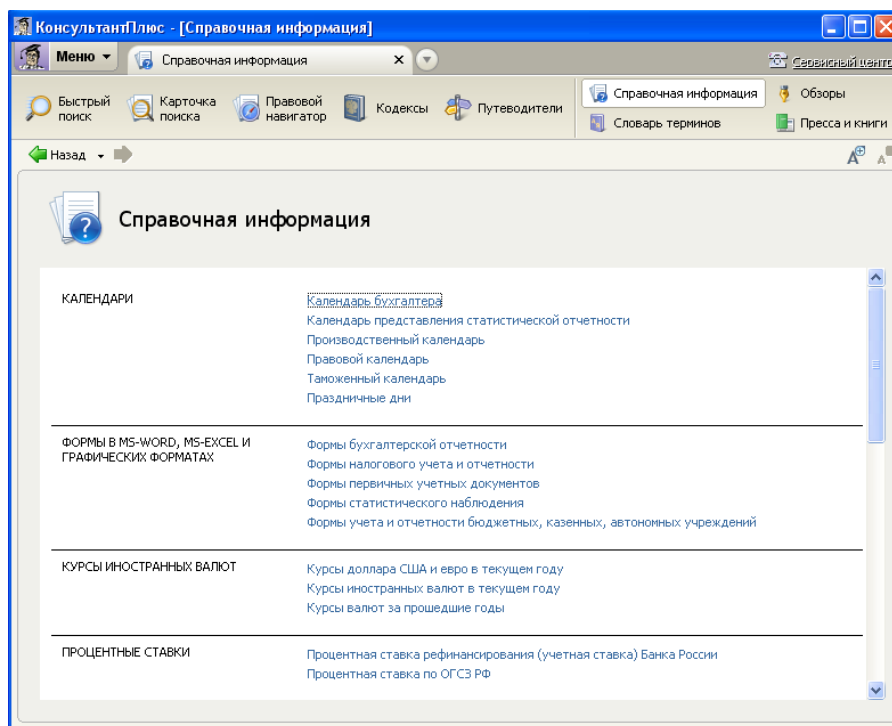 КонсультантПлюс - [Справочная информация]
Меню
Справочная информация
Сервисный центр
Быстрый поиск
Карточка поиска
Правовой навигатор
Кодексы
Путеводители
Справочная информация
Обзоры
Словарь терминов
Пресса и книги
Назад
Справочная информация
КАЛЕНДАРИ
Календарь бухгалтера
Календарь представления статистической отчетности
Производственный календарь
Правовой календарь
Таможенный календарь
Праздничные дни
ФОРМЫ В MS-WORD, MS-EXCEL И
ГРАФИЧЕСКИХ ФОРМАТАХ
Формы бухгалтерской отчетности
Формы налогового учета и отчетности
Формы первичных учетных документов
Формы статистического наблюдения
Формы учета и отчетности бюджетных, казенных, автономных учреждений
КУРСЫ ИНОСТРАННЫХ ВАЛЮТ
Курсы доллара США и евро в текущем году
Курсы иностранных валют в текущем году
Курсы валют за прошедшие годы
ПРОЦЕНТНЫЕ СТАВКИ
Процентная ставка рефинансирования (учетная ставка) Банка России
Процентная ставка по ОГСЗ РФ